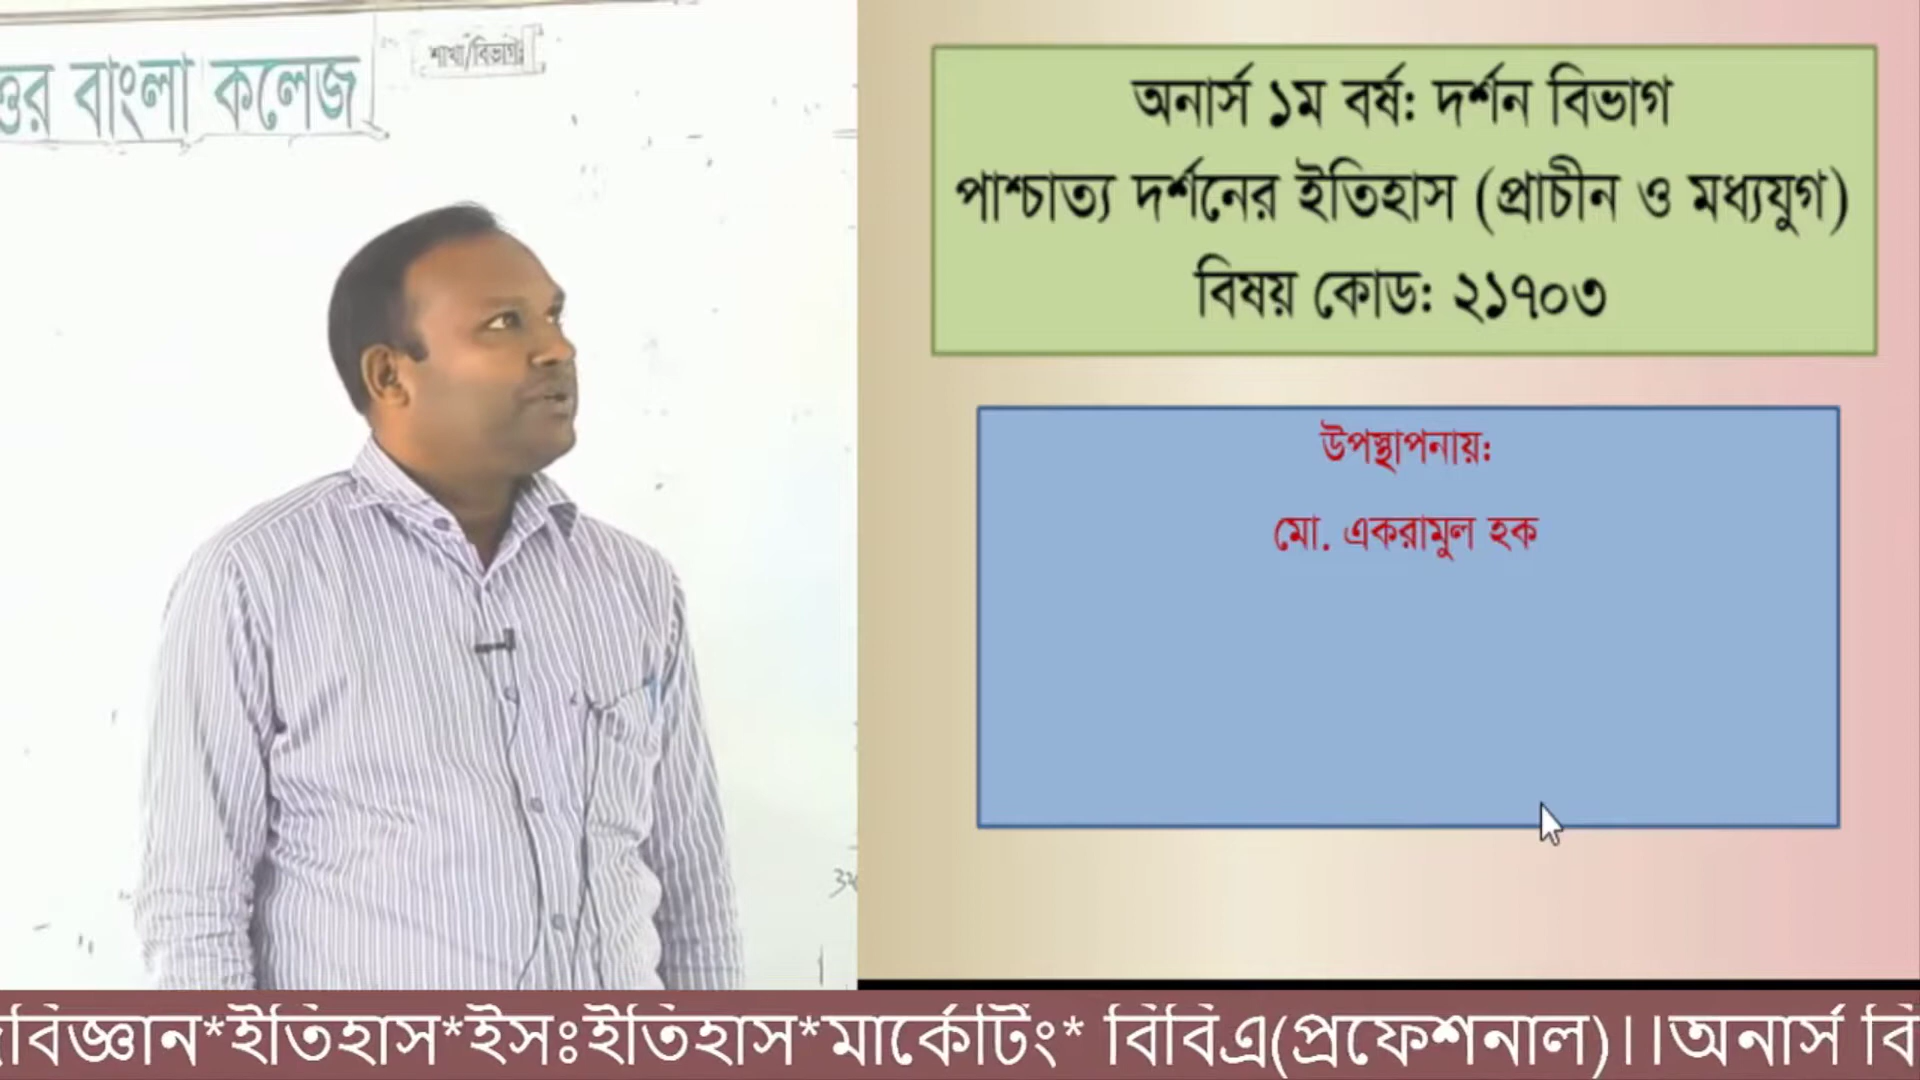 উত্তর বাংলা কলেজ
শাখা/বিভাগঃ
অনার্স ১ম বর্ষ: দর্শন বিভাগ
পাশ্চাত্য দর্শনের ইতিহাস (প্রাচীন ও মধ্যযুগ)
বিষয় কোড: ২১৭০৩
উপস্থাপনায়:
মো. একরামুল হক
বিজ্ঞান*ইতিহাস*ইসঃইতিহাস*মার্কেটিং* বিবিএ(প্রফেশনাল)।।অনার্স বি